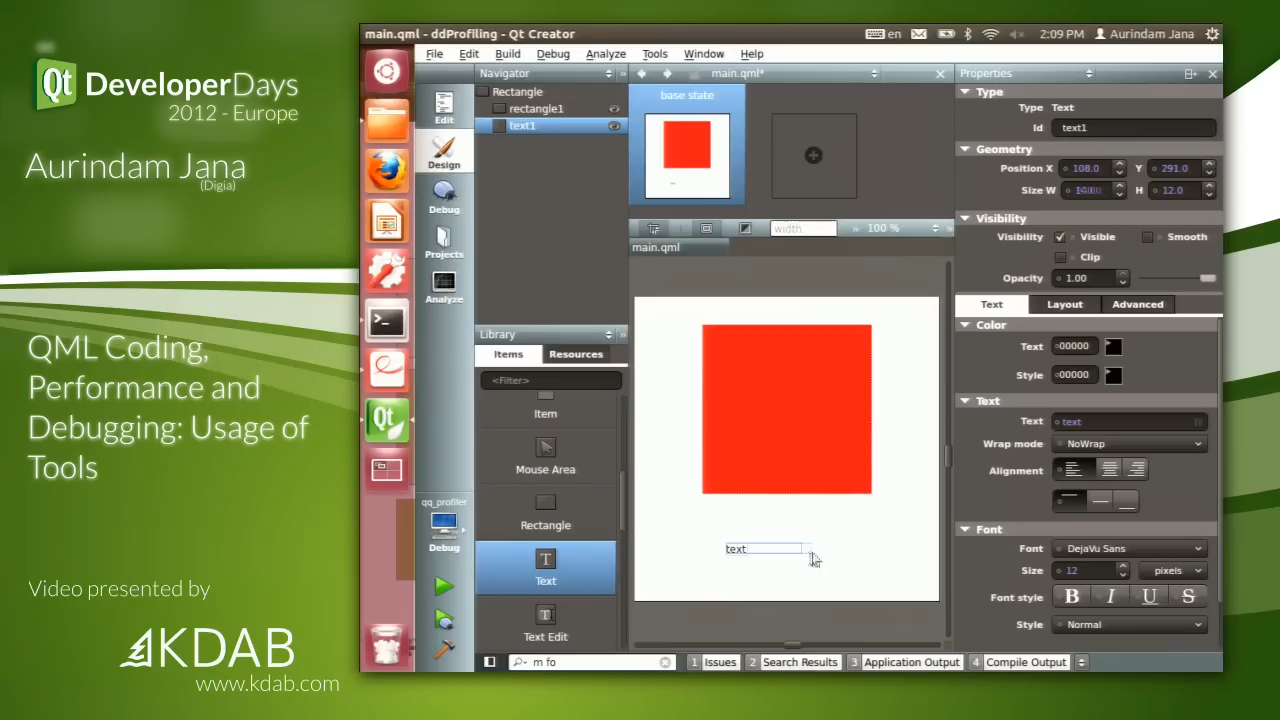 Qt DeveloperDays
2012 - Europe
Aurindam Jana
(Digia)
QML Coding,
Performance and
Debugging: Usage of
Tools
Video presented by
KDAB
www.kdab.com
main.qml - ddProfiling - Qt Creator
en
2:09 PM
Aurindam Jana
File Edit Build Debug Analyze Tools Window Help
Navigator
Rectangle
rectangle1
text1
Edit
Design
Debug
Projects
Analyze
qq_profiler
Debug
Library
Items Resources
<Filter>
Item
Mouse Area
Rectangle
T
Text
Text Edit
main.qml*
base state
width
100 %
main.qml
text
Properties
Type
Type Text
Id text1
Geometry
Position X 108.0 Y 291.0
Size W H 12.0
Visibility
Visibility Visible Smooth
Clip
Opacity 1.00
Text Layout Advanced
Color
Text 00000
Style 00000
Text
Text text
Wrap mode NoWrap
Alignment
Font
Font DejaVu Sans
Size 12 pixels
Font style B I U S
Style Normal
m fo
1 Issues 2 Search Results 3 Application Output 4 Compile Output